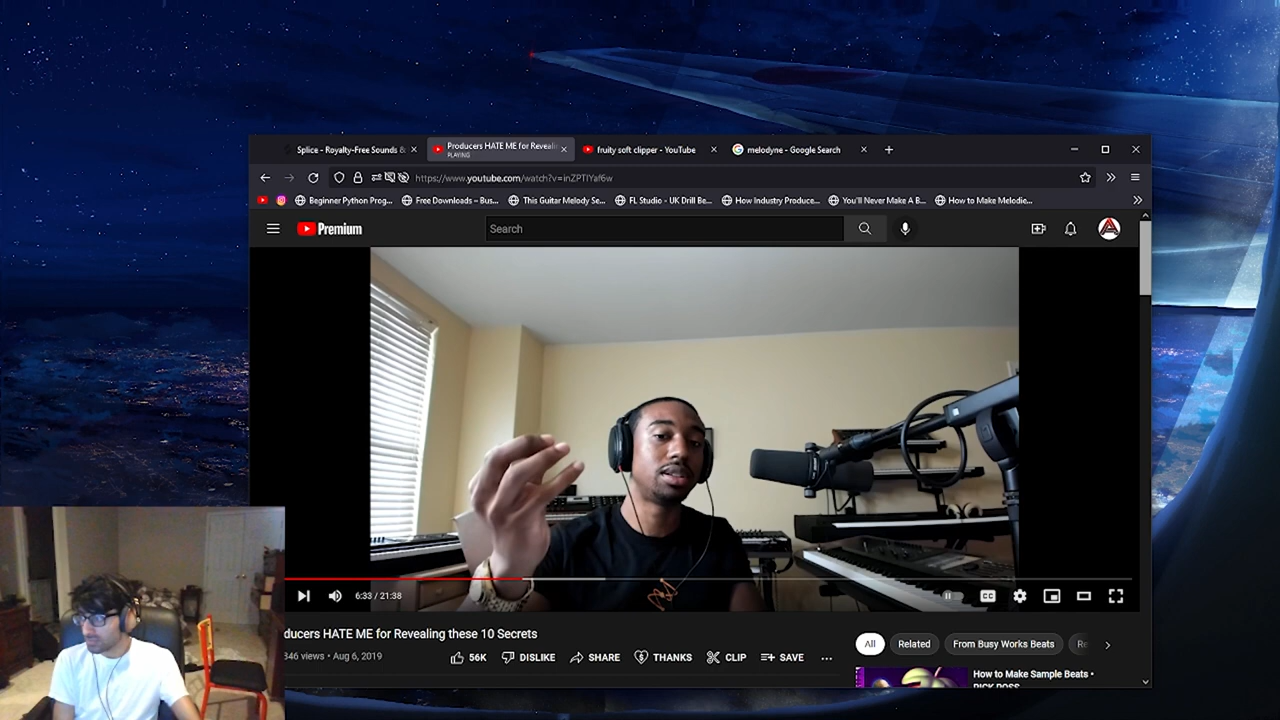 Splice - Royalty-Free Sounds &
Producers HATE ME for Reveali
PLAYING
fruity soft clipper - YouTube
melodyne - Google Search
https://www.youtube.com/watch?v=inZPTIYaf6w
Beginner Python Prog...
Free Downloads – Bus...
This Guitar Melody Se...
FL Studio - UK Drill Be...
How Industry Produce...
You'll Never Make A B...
How to Make Melodie...
Premium
Search
6:33 / 21:38
CC
ducers HATE ME for Revealing these 10 Secrets
346 views • Aug 6, 2019
56K
DISLIKE
SHARE
THANKS
CLIP
SAVE
All
Related
From Busy Works Beats
Re
How to Make Sample Beats •
RICK ROSS